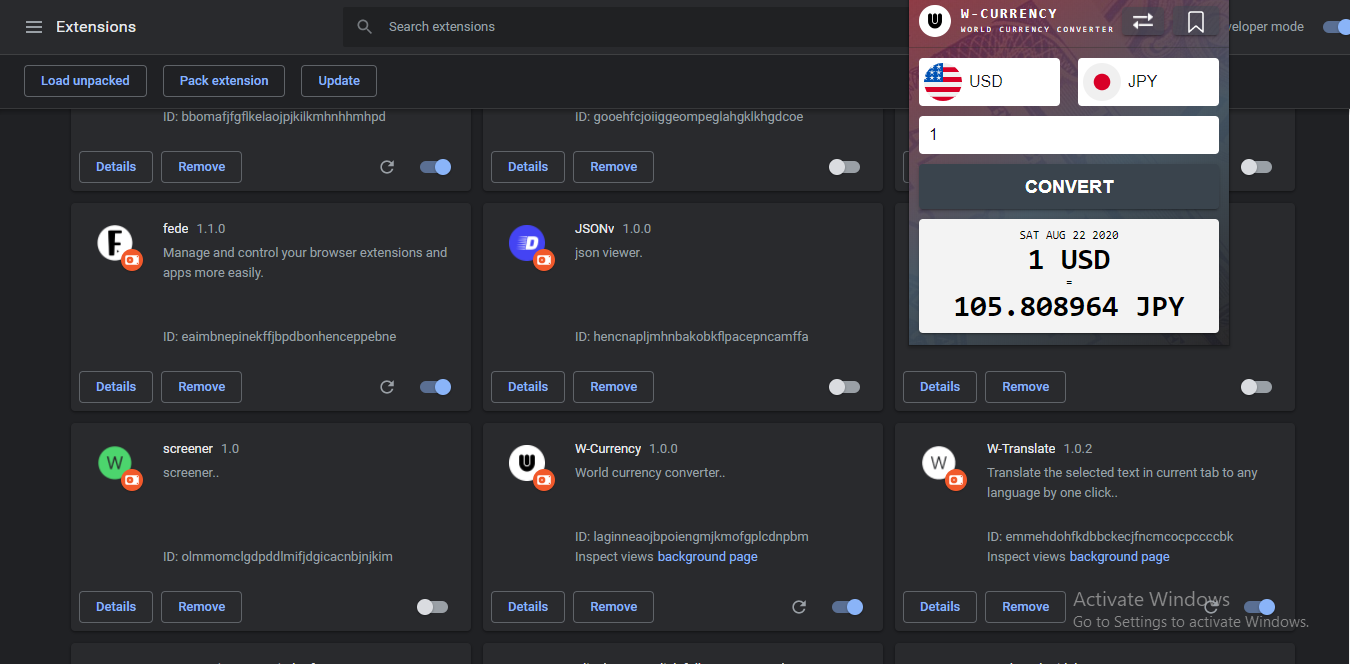 Extensions
Search extensions
veloper mode
Load unpacked
Pack extension
Update
W-CURRENCY
WORLD CURRENCY CONVERTER
USD
JPY
1
CONVERT
SAT AUG 22 2020
1 USD
=
105.808964 JPY
ID: bbomafjfgflkelaojpjkilkmhnhhmhpd
Details
Remove
ID: gooehfcjoiiggeompeglahgklkhgdcoe
Details
Remove
fede 1.1.0
Manage and control your browser extensions and
apps more easily.
ID: eaimbnepinekffjbpdbonhenceppebne
Details
Remove
JSONv 1.0.0
json viewer.
ID: hencnapljmhnbakobkflpacepncamffa
Details
Remove
Details
Remove
W
screener 1.0
screener..
ID: olmmomclgdpddlmifjdgicacnbjnjkim
Details
Remove
W-Currency 1.0.0
World currency converter..
ID: laginneaojbpoiengmjkmofgplcdnpbm
Inspect views background page
Details
Remove
W
W-Translate 1.0.2
Translate the selected text in current tab to any
language by one click..
ID: emmehdohfkdbbckecjfncmcocpccccbk
Inspect views background page
Details
Remove
Activate Windows
Go to Settings to activate Windows.